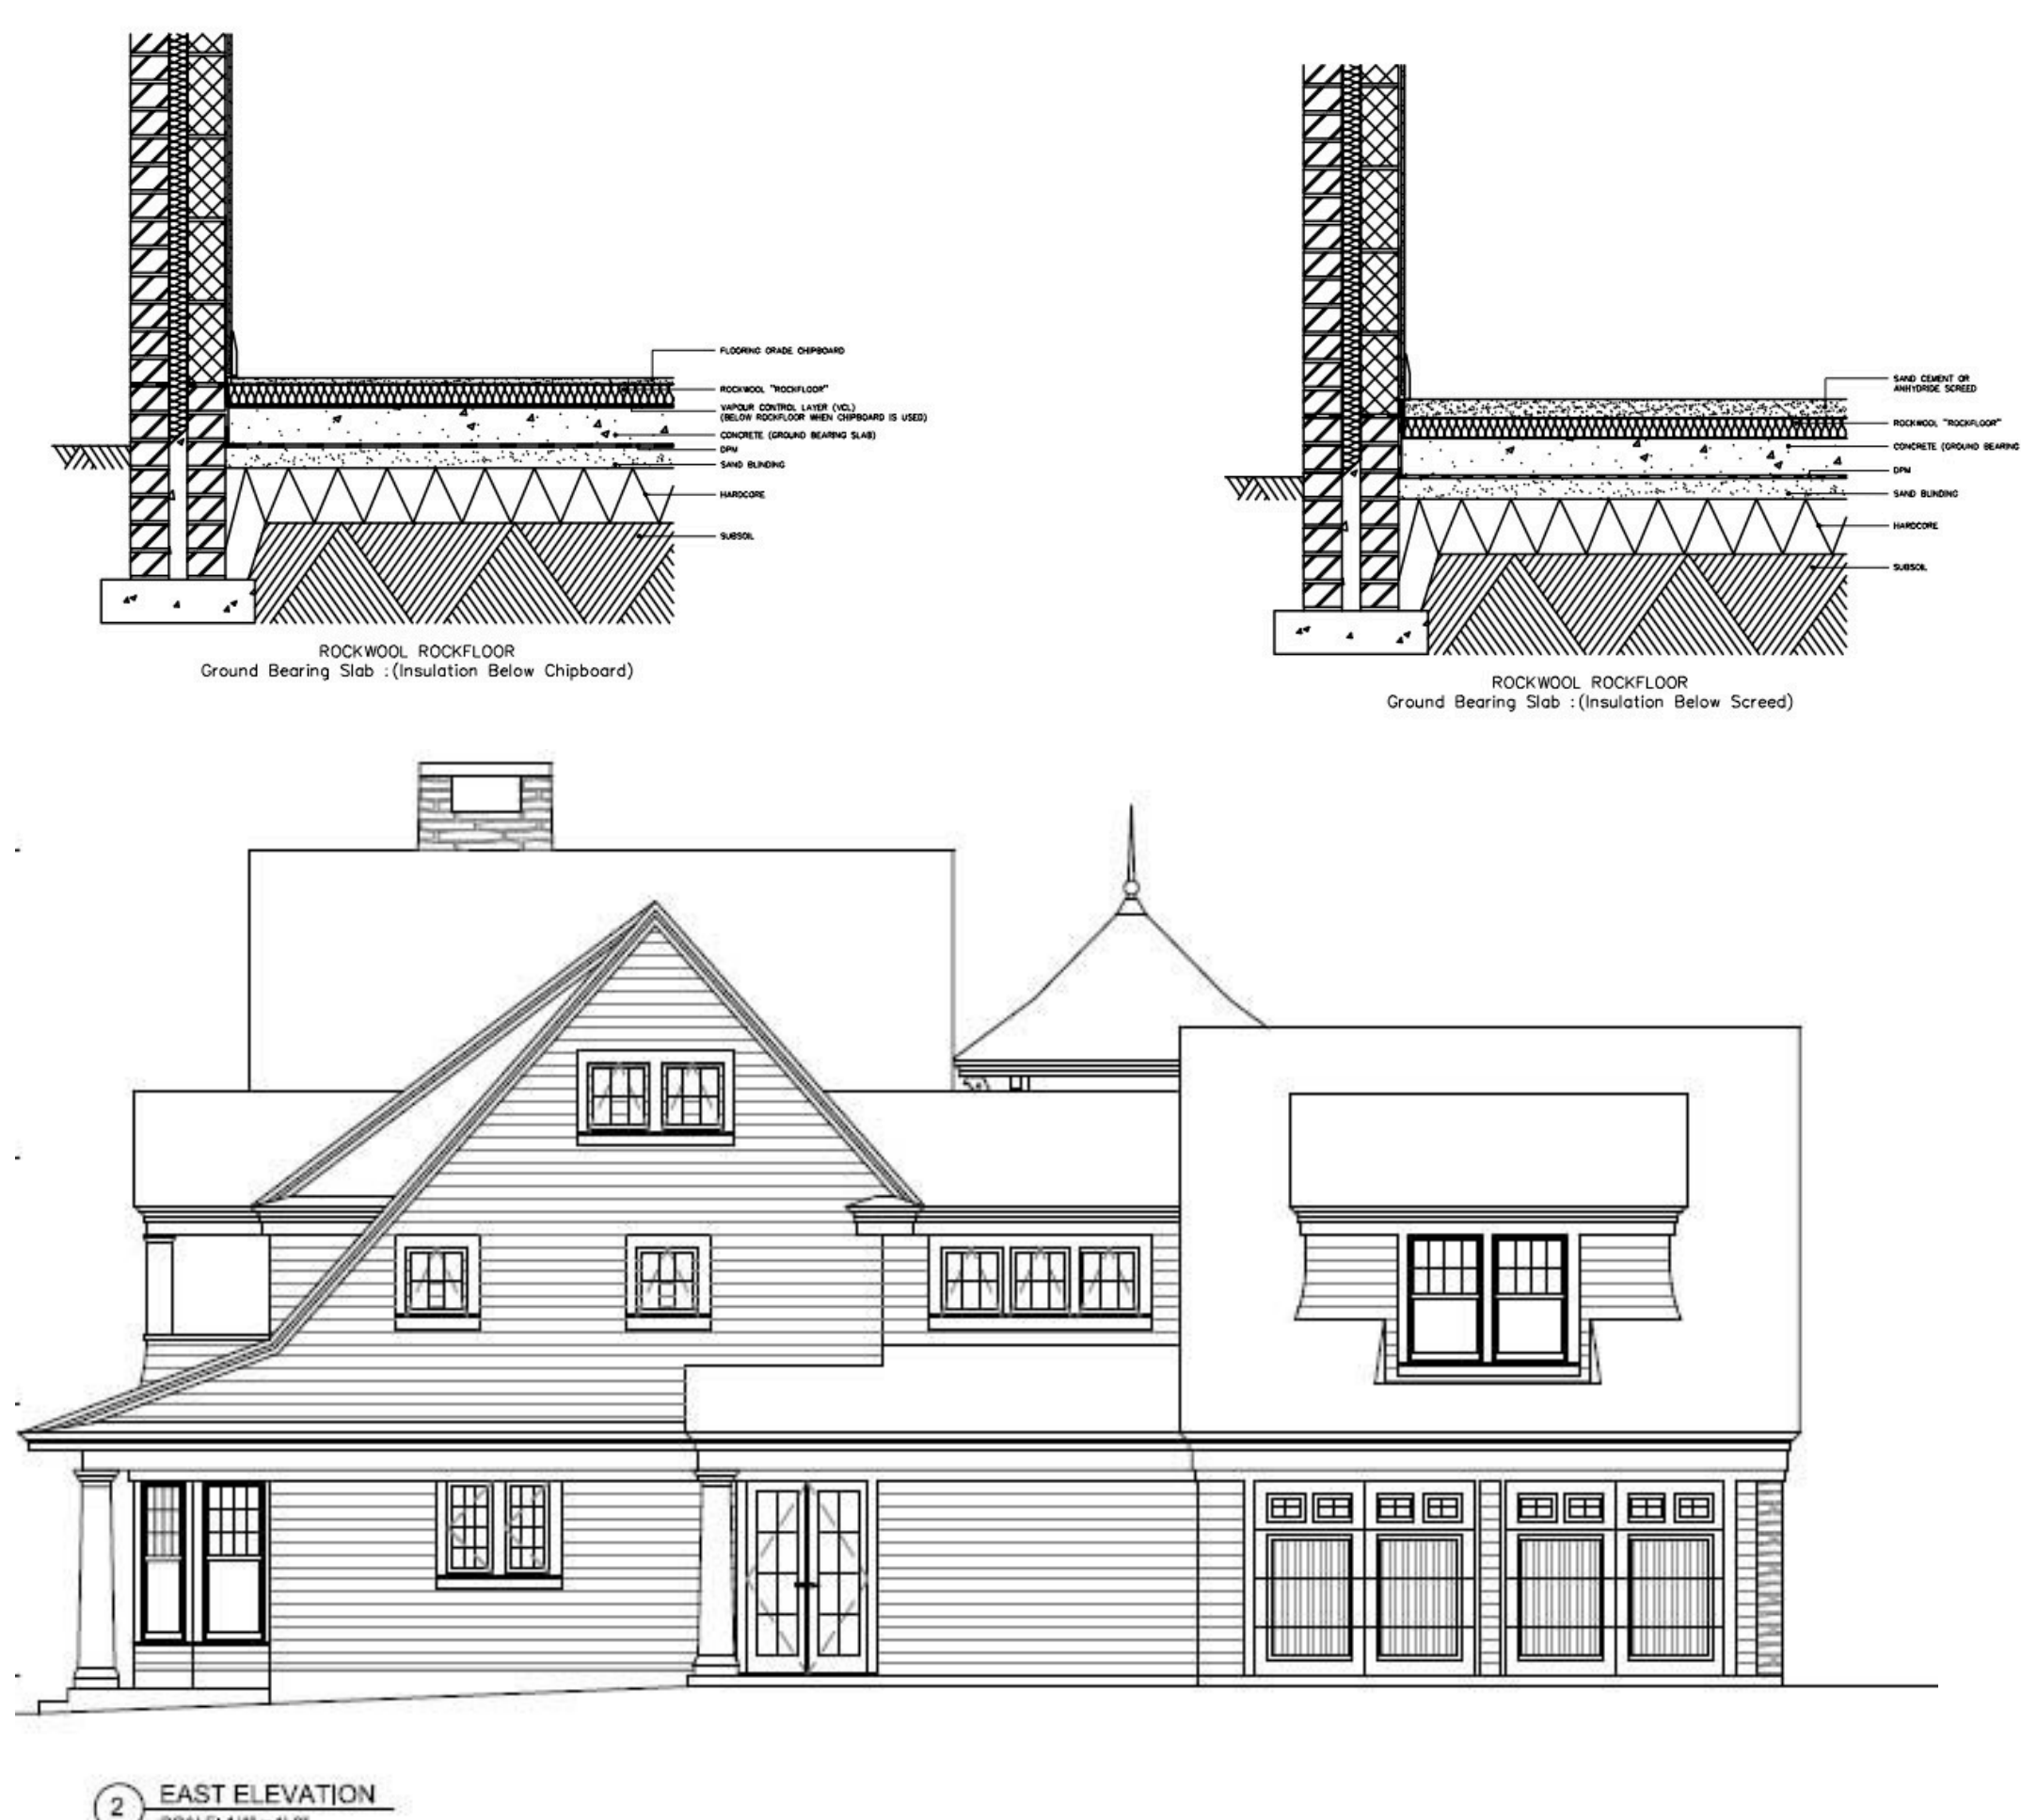 FLOORING GRADE CHIPBOARD
ROCKWOOL "ROCKFLOOR"
VAPOUR CONTROL LAYER (VCL)
(BELOW ROCKFLOOR WHEN CHIPBOARD IS USED)
CONCRETE (GROUND BEARING SLAB)
DPM
SAND BLINDING
HARDCORE
SUBSOIL
ROCKWOOL ROCKFLOOR
Ground Bearing Slab :(Insulation Below Chipboard)
SAND CEMENT OR
ANHYDRIDE SCREED
ROCKWOOL "ROCKFLOOR"
CONCRETE (GROUND BEARING
DPM
SAND BLINDING
HARDCORE
SUBSOIL
ROCKWOOL ROCKFLOOR
Ground Bearing Slab :(Insulation Below Screed)
2
EAST ELEVATION